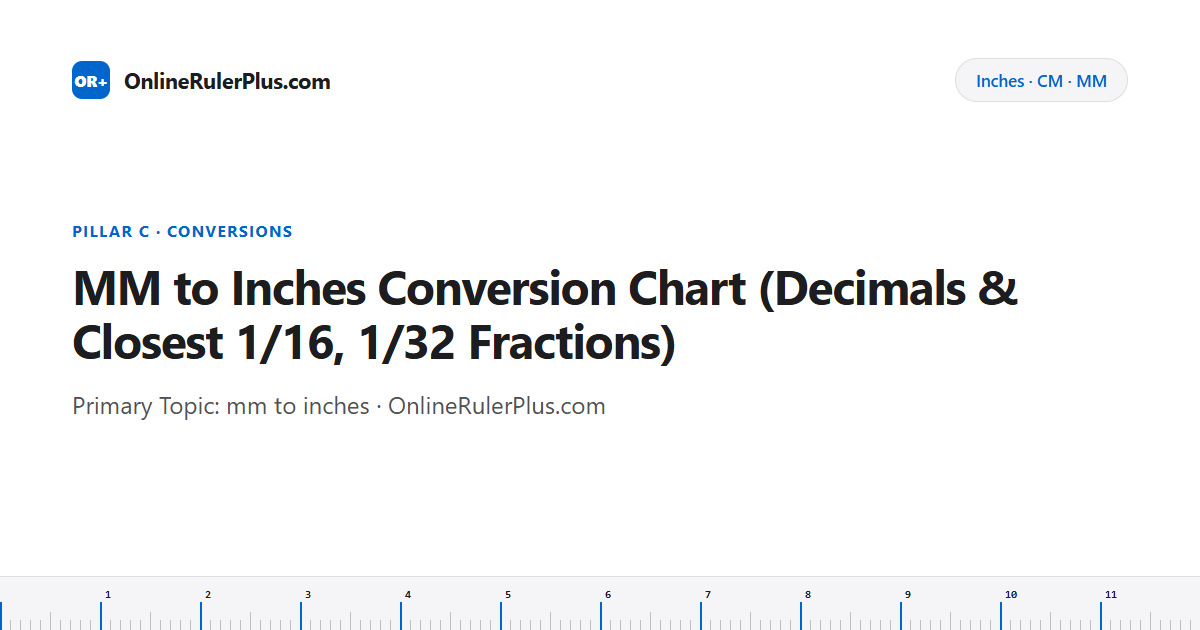 OR+ OnlineRulerPlus.com
Inches · CM · MM
PILLAR C · CONVERSIONS
MM to Inches Conversion Chart (Decimals &
Closest 1/16, 1/32 Fractions)
Primary Topic: mm to inches · OnlineRulerPlus.com
1 2 3 4 5 6 7 8 9 10 11